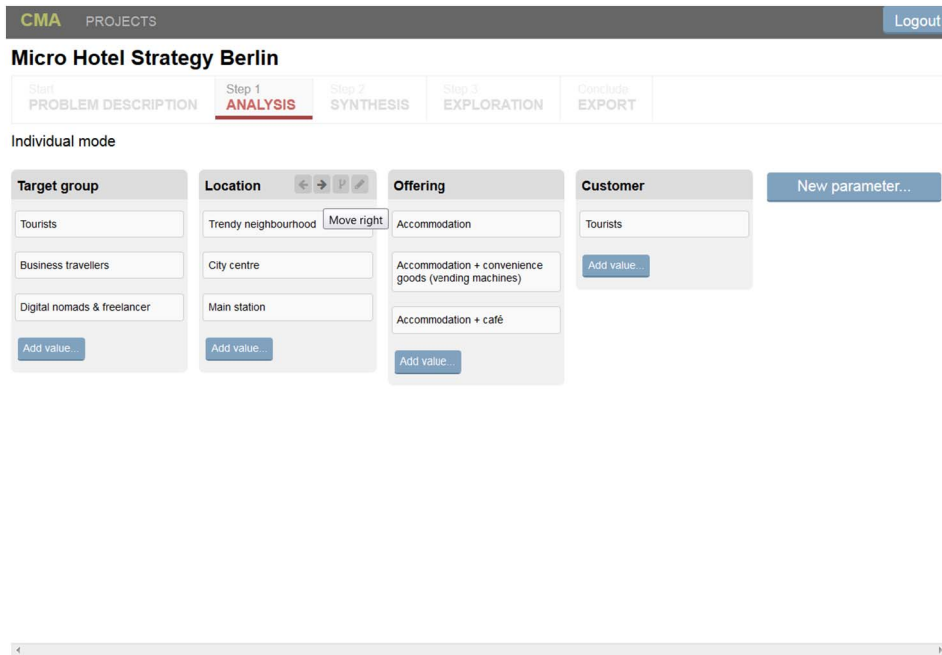 CMA PROJECTS Logout
Micro Hotel Strategy Berlin
Start
PROBLEM DESCRIPTION
Step 1
ANALYSIS
Step 2
SYNTHESIS
Step 3
EXPLORATION
Conclude
EXPORT
Individual mode
Target group
Tourists
Business travellers
Digital nomads & freelancer
Add value...
Location
Move right
Trendy neighbourhood
City centre
Main station
Add value...
Offering
Accommodation
Accommodation + convenience
goods (vending machines)
Accommodation + café
Add value...
Customer
Tourists
Add value...
New parameter...